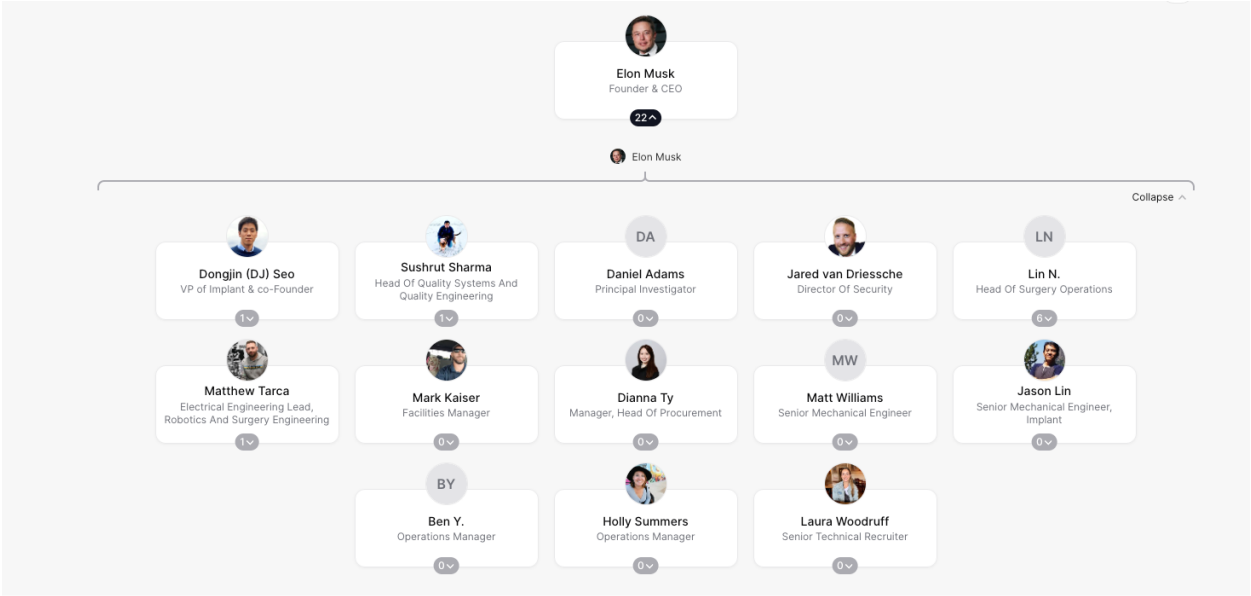 Elon Musk
Founder & CEO
22
Elon Musk
Collapse
Dongjin (DJ) Seo
VP of Implant & co-Founder
1
Sushrut Sharma
Head Of Quality Systems And
Quality Engineering
1
DA
Daniel Adams
Principal Investigator
0
Jared van Driessche
Director Of Security
0
LN
Lin N.
Head Of Surgery Operations
6
Matthew Tarca
Electrical Engineering Lead,
Robotics And Surgery Engineering
1
Mark Kaiser
Facilities Manager
0
Dianna Ty
Manager, Head Of Procurement
0
MW
Matt Williams
Senior Mechanical Engineer
0
Jason Lin
Senior Mechanical Engineer,
Implant
0
BY
Ben Y.
Operations Manager
0
Holly Summers
Operations Manager
0
Laura Woodruff
Senior Technical Recruiter
0